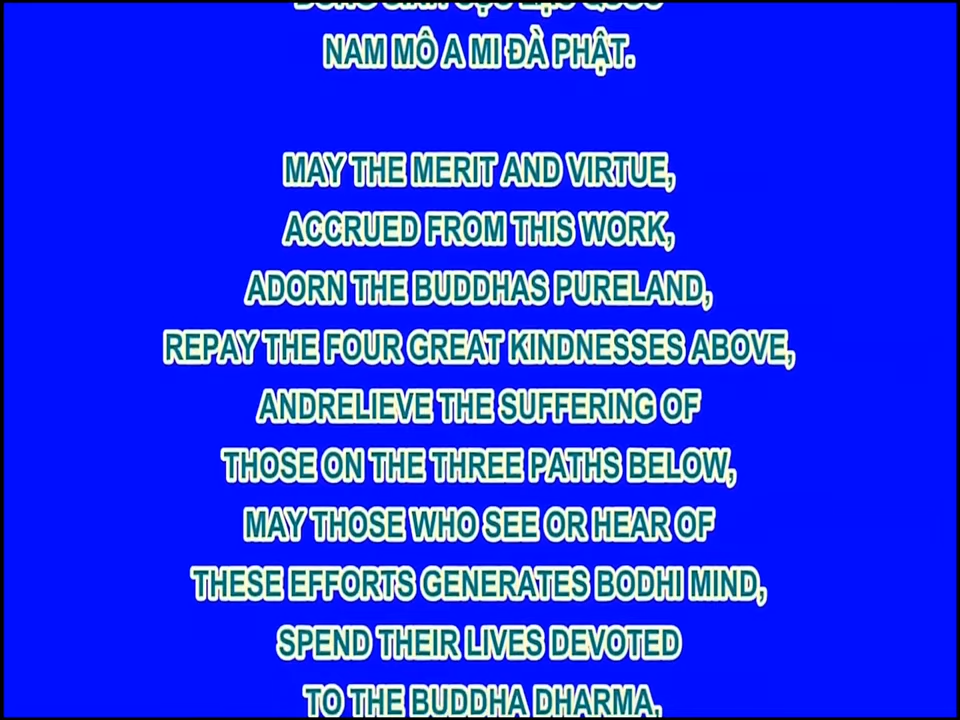 NAM MÔ A MI ĐÀ PHẬT.
MAY THE MERIT AND VIRTUE,
ACCRUED FROM THIS WORK,
ADORN THE BUDDHAS PURELAND,
REPAY THE FOUR GREAT KINDNESSES ABOVE,
ANDRELIEVE THE SUFFERING OF
THOSE ON THE THREE PATHS BELOW,
MAY THOSE WHO SEE OR HEAR OF
THESE EFFORTS GENERATES BODHI MIND,
SPEND THEIR LIVES DEVOTED
TO THE BUDDHA DHARMA.